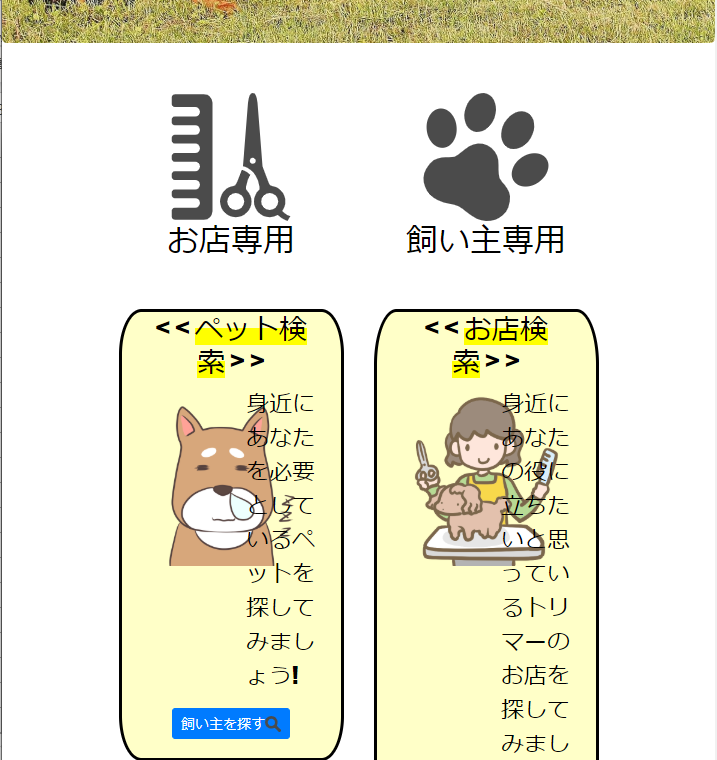 お店専用
飼い主専用
<<ペット検
索>>
身近に
あなた
を必要
として
いるペ
ットを
探して
みまし
ょう!
飼い主を探す
<<お店検
索>>
身近に
あなた
の役に
立ちた
いと思
ってい
るトリ
マーの
お店を
探して
みまし